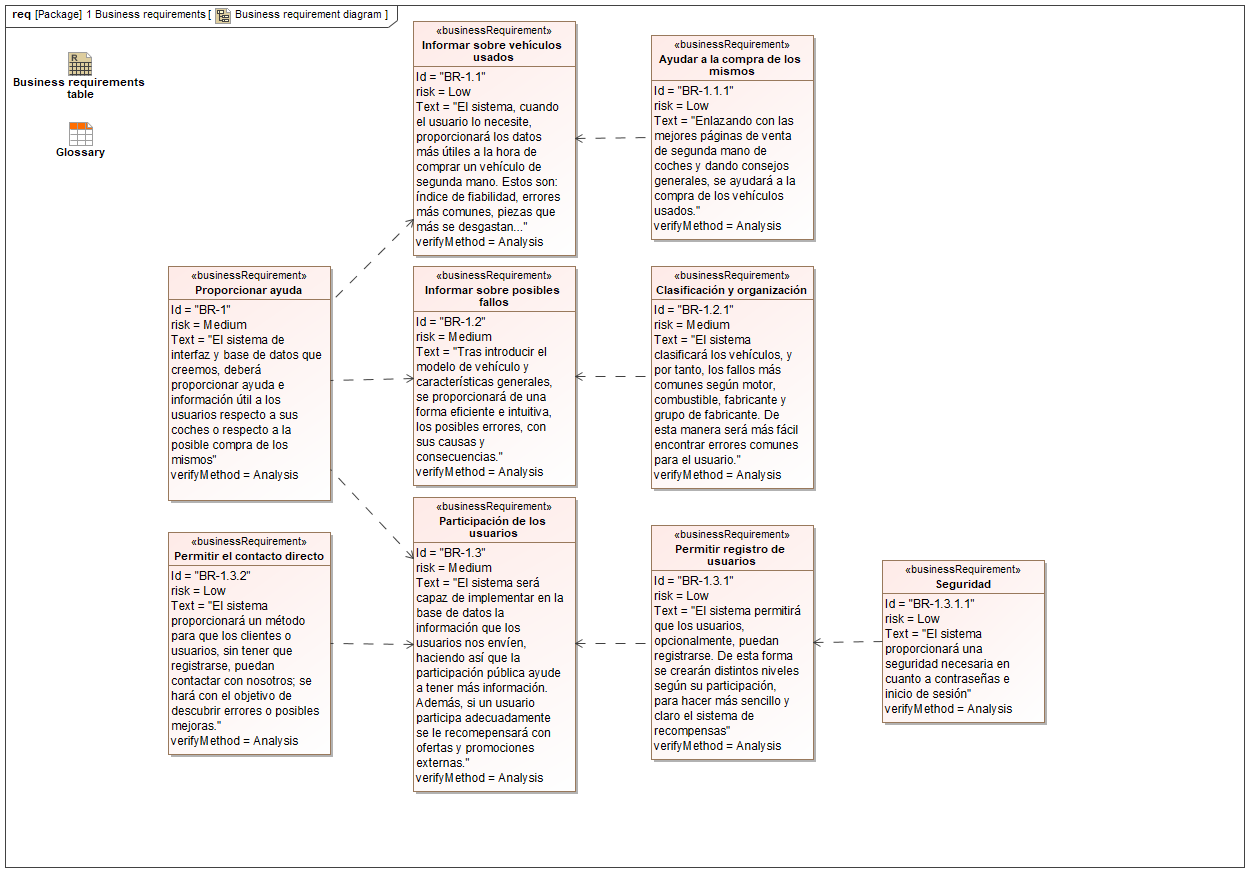 req [Package] 1 Business requirements [ Business requirement diagram ]
Business requirements
table
Glossary
«businessRequirement»
Informar sobre vehículos
usados
Id = "BR-1.1"
risk = Low
Text = "El sistema, cuando
el usuario lo necesite,
proporcionará los datos
más útiles a la hora de
comprar un vehículo de
segunda mano. Estos son:
índice de fiabilidad, errores
más comunes, piezas que
más se desgastan..."
verifyMethod = Analysis
«businessRequirement»
Ayudar a la compra de los
mismos
Id = "BR-1.1.1"
risk = Low
Text = "Enlazando con las
mejores páginas de venta
de segunda mano de
coches y dando consejos
generales, se ayudará a la
compra de los vehículos
usados."
verifyMethod = Analysis
«businessRequirement»
Proporcionar ayuda
Id = "BR-1"
risk = Medium
Text = "El sistema de
interfaz y base de datos que
creemos, deberá
proporcionar ayuda e
información útil a los
usuarios respecto a sus
coches o respecto a la
posible compra de los
mismos"
verifyMethod = Analysis
«businessRequirement»
Informar sobre posibles
fallos
Id = "BR-1.2"
risk = Medium
Text = "Tras introducir el
modelo de vehículo y
características generales,
se proporcionará de una
forma eficiente e intuitiva,
los posibles errores, con
sus causas y
consecuencias."
verifyMethod = Analysis
«businessRequirement»
Clasificación y organización
Id = "BR-1.2.1"
risk = Medium
Text = "El sistema
clasificará los vehículos, y
por tanto, los fallos más
comunes según motor,
combustible, fabricante y
grupo de fabricante. De
esta manera será más fácil
encontrar errores comunes
para el usuario."
verifyMethod = Analysis
«businessRequirement»
Permitir el contacto directo
Id = "BR-1.3.2"
risk = Low
Text = "El sistema
proporcionará un método
para que los clientes o
usuarios, sin tener que
registrarse, puedan
contactar con nosotros; se
hará con el objetivo de
descubrir errores o posibles
mejoras."
verifyMethod = Analysis
«businessRequirement»
Participación de los
usuarios
Id = "BR-1.3"
risk = Medium
Text = "El sistema será
capaz de implementar en la
base de datos la
información que los
usuarios nos envíen,
haciendo así que la
participación pública ayude
a tener más información.
Además, si un usuario
participa adecuadamente
se le recomepensará con
ofertas y promociones
externas."
verifyMethod = Analysis
«businessRequirement»
Permitir registro de
usuarios
Id = "BR-1.3.1"
risk = Low
Text = "El sistema permitirá
que los usuarios,
opcionalmente, puedan
registrarse. De esta forma
se crearán distintos niveles
según su participación,
para hacer más sencillo y
claro el sistema de
recompensas"
verifyMethod = Analysis
«businessRequirement»
Seguridad
Id = "BR-1.3.1.1"
risk = Low
Text = "El sistema
proporcionará una
seguridad necesaria en
cuanto a contraseñas e
inicio de sesión"
verifyMethod = Analysis